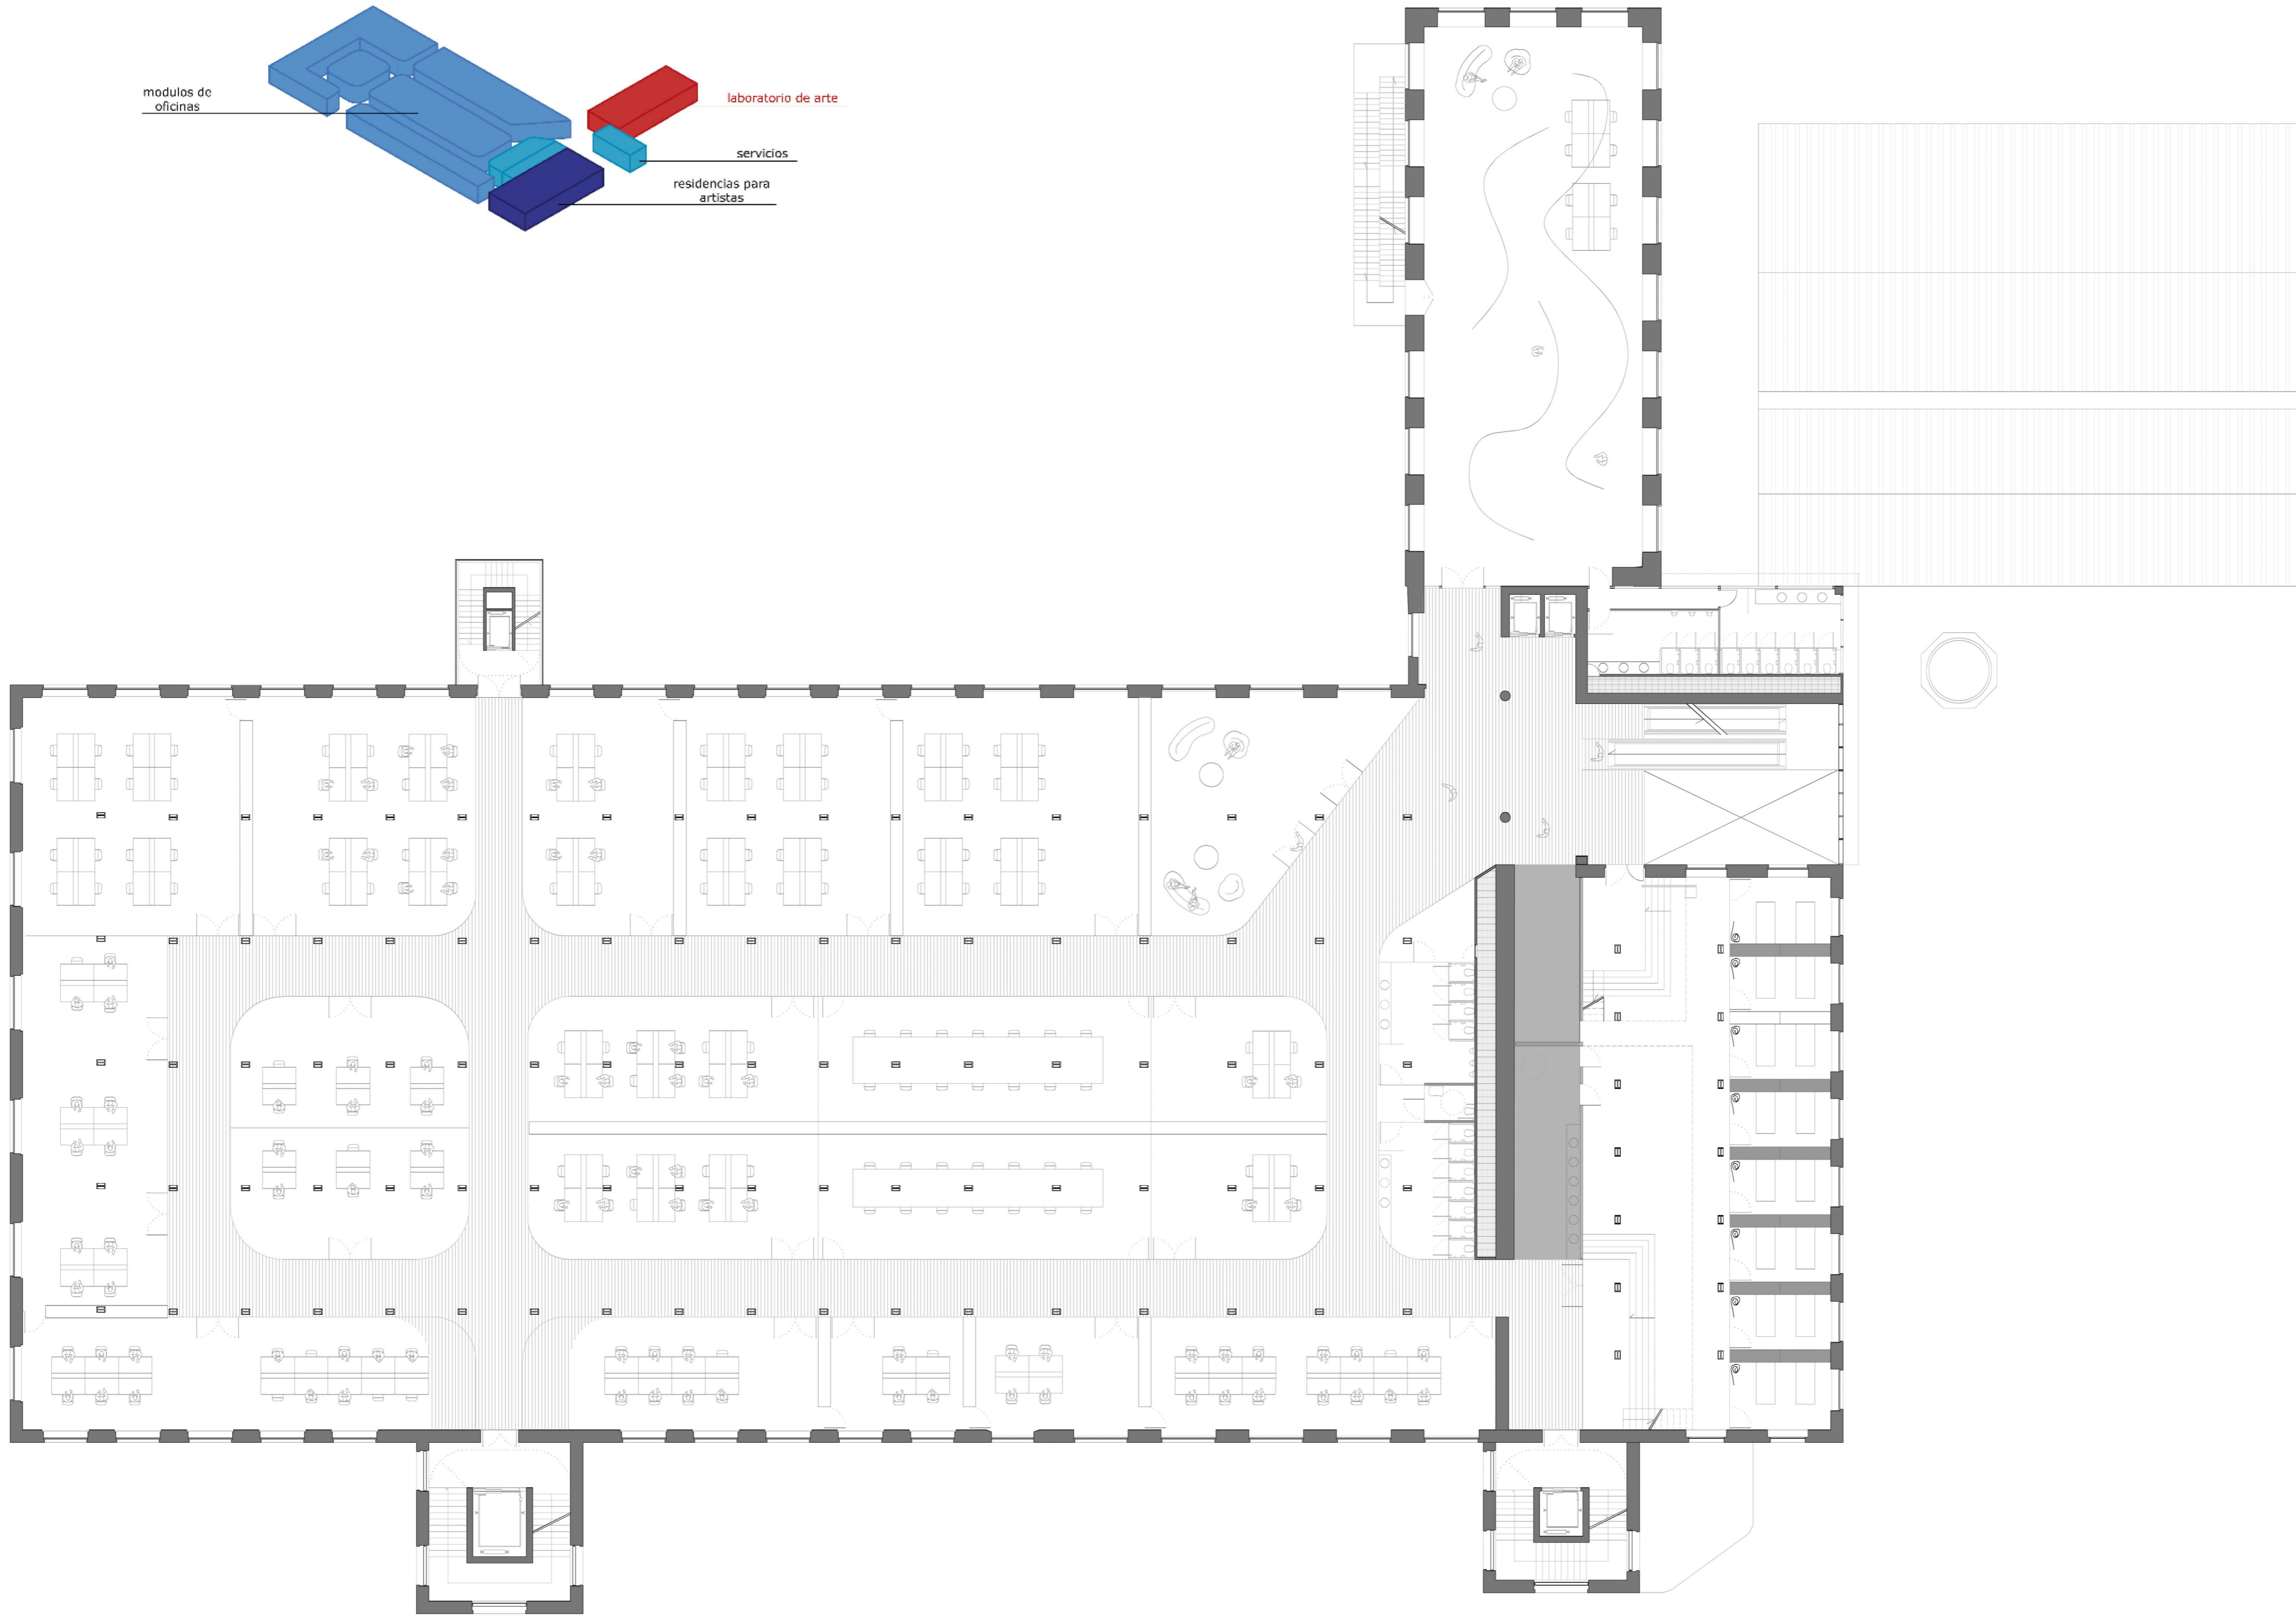 modulos de
oficinas
laboratorio de arte
servicios
residencias para
artistas